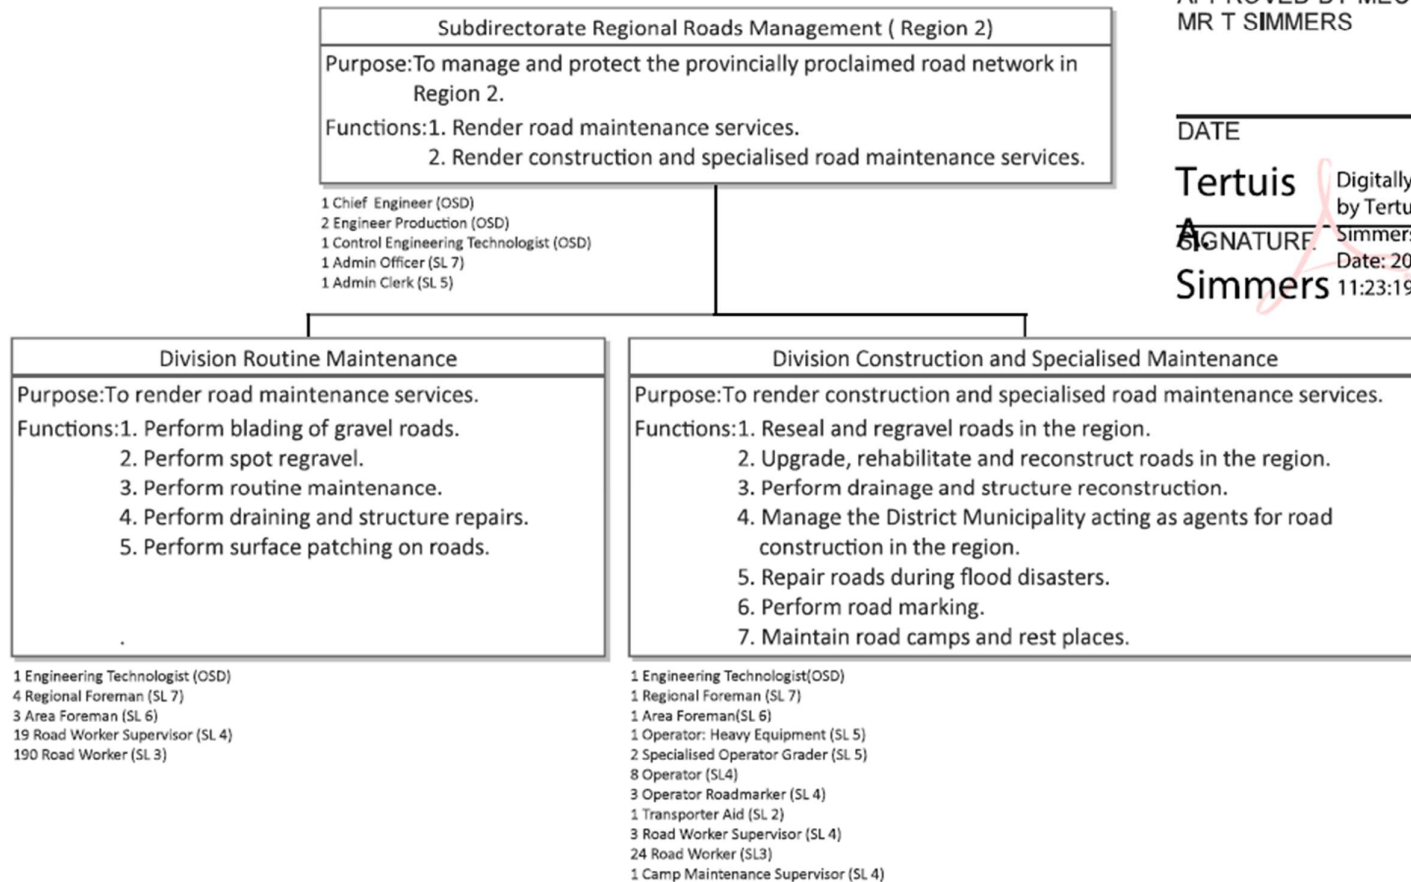 APPROVED BY MEC
MR T SIMMERS
DATE
Tertuis
A.
Simmers
SIGNATURE
Digitally
by Tertu
Simmers
Date: 20
11:23:19
Subdirectorate Regional Roads Management ( Region 2)
Purpose:To manage and protect the provincially proclaimed road network in
Region 2.
Functions:1. Render road maintenance services.
2. Render construction and specialised road maintenance services.
1 Chief Engineer (OSD)
2 Engineer Production (OSD)
1 Control Engineering Technologist (OSD)
1 Admin Officer (SL 7)
1 Admin Clerk (SL 5)
Division Routine Maintenance
Purpose:To render road maintenance services.
Functions:1. Perform blading of gravel roads.
2. Perform spot regravel.
3. Perform routine maintenance.
4. Perform draining and structure repairs.
5. Perform surface patching on roads.
.
1 Engineering Technologist (OSD)
4 Regional Foreman (SL 7)
3 Area Foreman (SL 6)
19 Road Worker Supervisor (SL 4)
190 Road Worker (SL 3)
Division Construction and Specialised Maintenance
Purpose:To render construction and specialised road maintenance services.
Functions:1. Reseal and regravel roads in the region.
2. Upgrade, rehabilitate and reconstruct roads in the region.
3. Perform drainage and structure reconstruction.
4. Manage the District Municipality acting as agents for road
construction in the region.
5. Repair roads during flood disasters.
6. Perform road marking.
7. Maintain road camps and rest places.
1 Engineering Technologist(OSD)
1 Regional Foreman (SL 7)
1 Area Foreman(SL 6)
1 Operator: Heavy Equipment (SL 5)
2 Specialised Operator Grader (SL 5)
8 Operator (SL4)
3 Operator Roadmarker (SL 4)
1 Transporter Aid (SL 2)
3 Road Worker Supervisor (SL 4)
24 Road Worker (SL3)
1 Camp Maintenance Supervisor (SL 4)